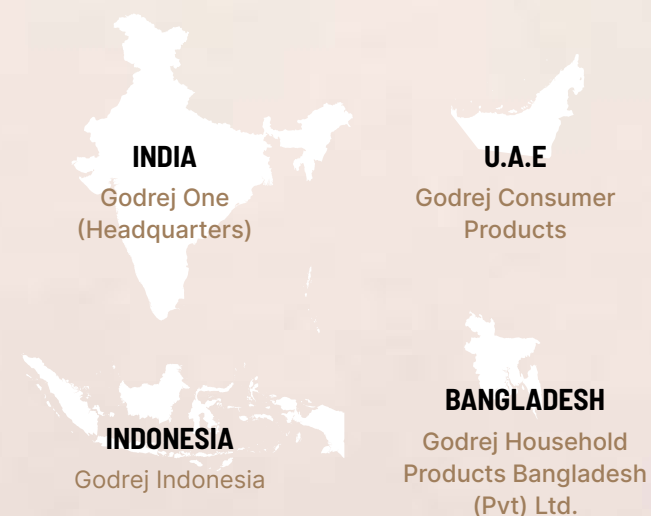 INDIA
Godrej One
(Headquarters)
U.A.E
Godrej Consumer
Products
INDONESIA
Godrej Indonesia
BANGLADESH
Godrej Household
Products Bangladesh
(Pvt) Ltd.